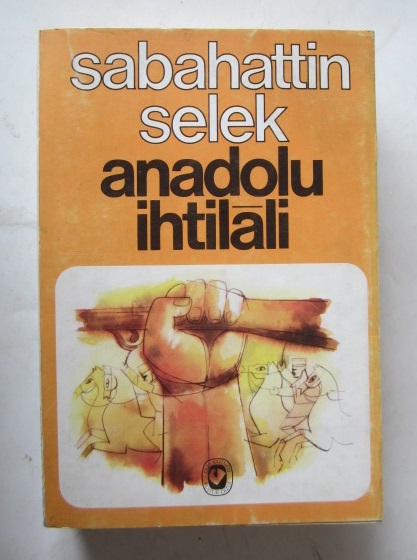 sabahattin
selek
anadolu
ihtilâli